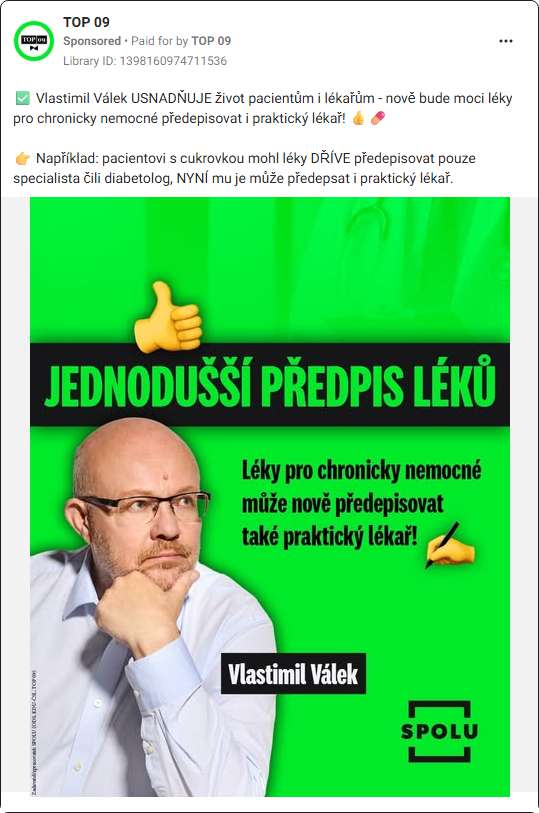 TOP 09
TOP 09
Sponsored • Paid for by TOP 09
Library ID: 1398160974711536
✅ Vlastimil Válek USNADŇUJE život pacientům i lékařům - nově bude moci léky
pro chronicky nemocné předepisovat i praktický lékař! 👍 💊
👉 Například: pacientovi s cukrovkou mohl léky DŘÍVE předepisovat pouze
specialista čili diabetolog, NYNÍ mu je může předepsat i praktický lékař.
JEDNODUŠŠÍ PŘEDPIS LÉKŮ
Léky pro chronicky nemocné
může nově předepisovat
také praktický lékař!
Vlastimil Válek
SPOLU